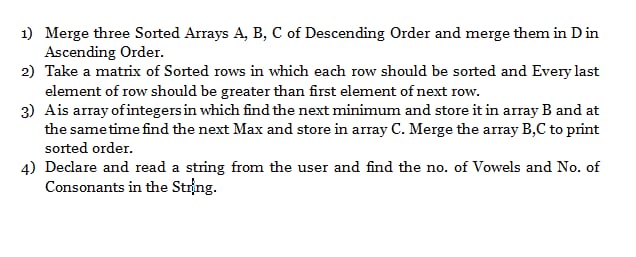 1) Merge three Sorted Arrays A, B, C of Descending Order and merge them in D in
Ascending Order.
2) Take a matrix of Sorted rows in which each row should be sorted and Every last
element of row should be greater than first element of next row.
3) A is array of integers in which find the next minimum and store it in array B and at
the same time find the next Max and store in array C. Merge the array B,C to print
sorted order.
4) Declare and read a string from the user and find the no. of Vowels and No. of
Consonants in the String.